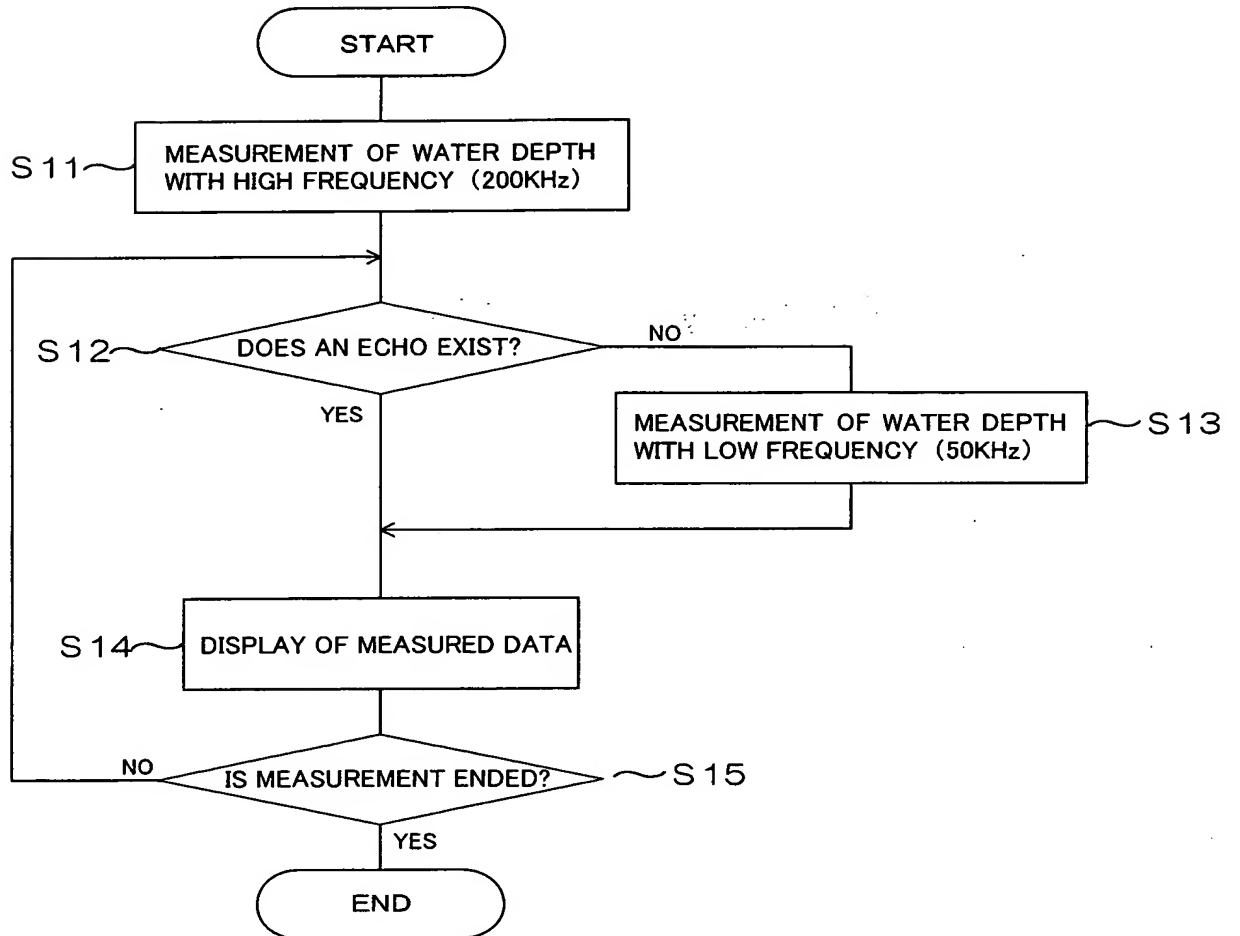 START
S11
MEASUREMENT OF WATER DEPTH
WITH HIGH FREQUENCY (200KHz)
S12
DOES AN ECHO EXIST?
NO
YES
MEASUREMENT OF WATER DEPTH
WITH LOW FREQUENCY (50KHz)
S13
S14
DISPLAY OF MEASURED DATA
NO
IS MEASUREMENT ENDED?
S15
YES
END